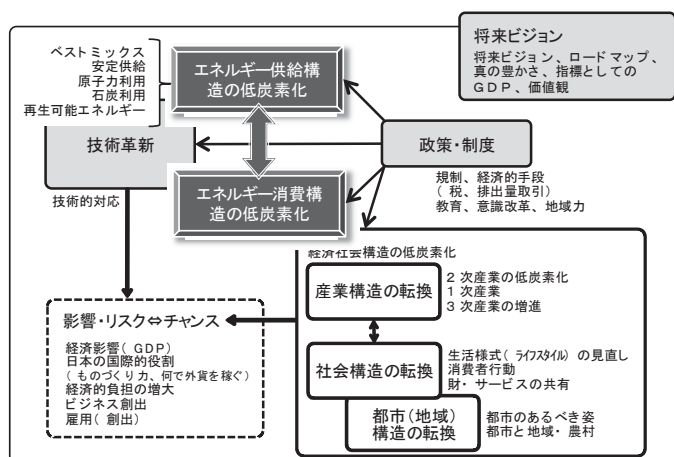 将来ビジョン
将来ビジョン、ロードマップ、
真の豊かさ、指標としての
ＧＤＰ、価値観
ベストミックス
安定供給
原子力利用
石炭利用
再生可能エネルギー
エネルギー供給構
造の低炭素化
技術革新
政策・制度
エネルギー消費構
造の低炭素化
規制、経済的手段
（税、排出量取引）
教育、意識改革、地域力
技術的対応
経済社会構造の低炭素化
産業構造の転換
２次産業の低炭素化
１次産業
３次産業の増進
影響・リスク⇔チャンス
経済影響（ＧＤＰ）
日本の国際的役割
（ものづくり力、何で外貨を稼ぐ）
経済的負担の増大
ビジネス創出
雇用（創出）
社会構造の転換
生活様式（ライフスタイル）の見直し
消費者行動
財・サービスの共有
都市（地域）
構造の転換
都市のあるべき姿
都市と地域・農村